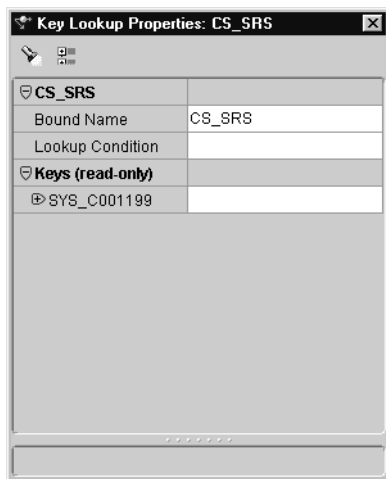 Key Lookup Properties: CS_SRS
CS_SRS
Bound Name CS_SRS
Lookup Condition
Keys (read-only)
SYS_C001199